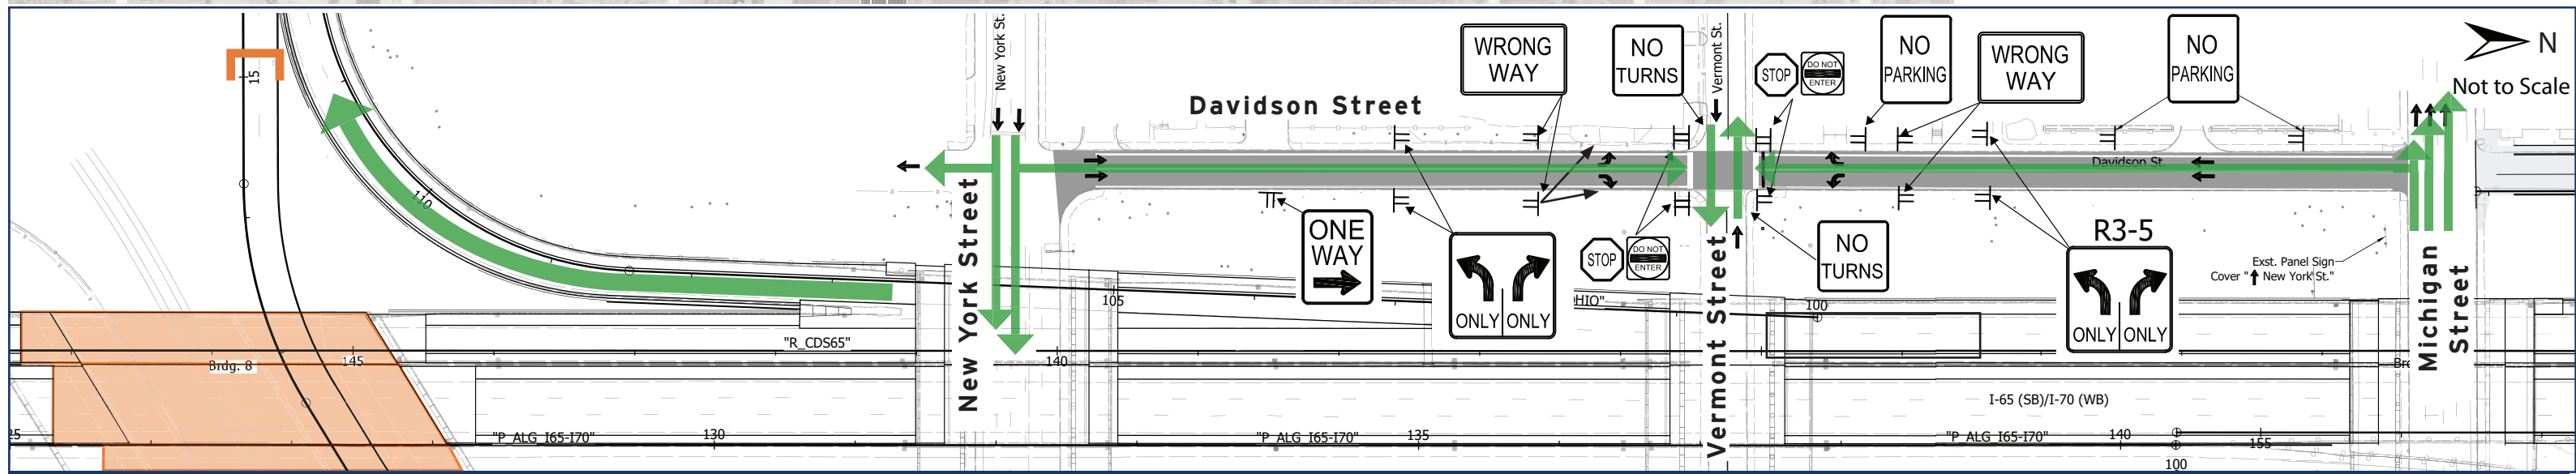 New York St.
Vermont St.
WRONG
WAY
NO
TURNS
STOP
DO NOT
ENTER
NO
PARKING
WRONG
WAY
NO
PARKING
N
Not to Scale
15
Davidson Street
Davidson St.
110
New York Street
ONE
WAY
ONLY ONLY
STOP
DO NOT
ENTER
Vermont Street
NO
TURNS
R3-5
ONLY ONLY
Exst. Panel Sign
Cover "⬆ New York St."
Michigan
Street
105
HIO"
100
"R_CDS65"
Brdg. 8
145
140
I-65 (SB)/I-70 (WB)
"P_ALG_I65-I70"
130
"P_ALG_I65-I70"
135
"P_ALG_I65-I70"
140
155
100